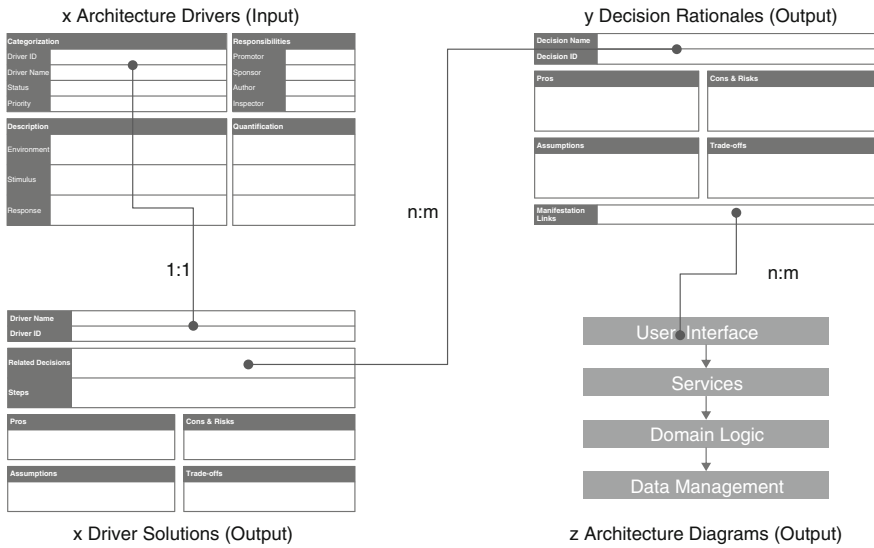 x Architecture Drivers (Input)
Categorization
Driver ID
Driver Name
Status
Priority
Responsibilities
Promotor
Sponsor
Author
Inspector
Description
Environment
Stimulus
Response
Quantification
1:1
n:m
Driver Name
Driver ID
Related Decisions
Steps
Pros
Cons & Risks
Assumptions
Trade-offs
x Driver Solutions (Output)
y Decision Rationales (Output)
Decision Name
Decision ID
Pros
Cons & Risks
Assumptions
Trade-offs
Manifestation
Links
n:m
User Interface
Services
Domain Logic
Data Management
z Architecture Diagrams (Output)